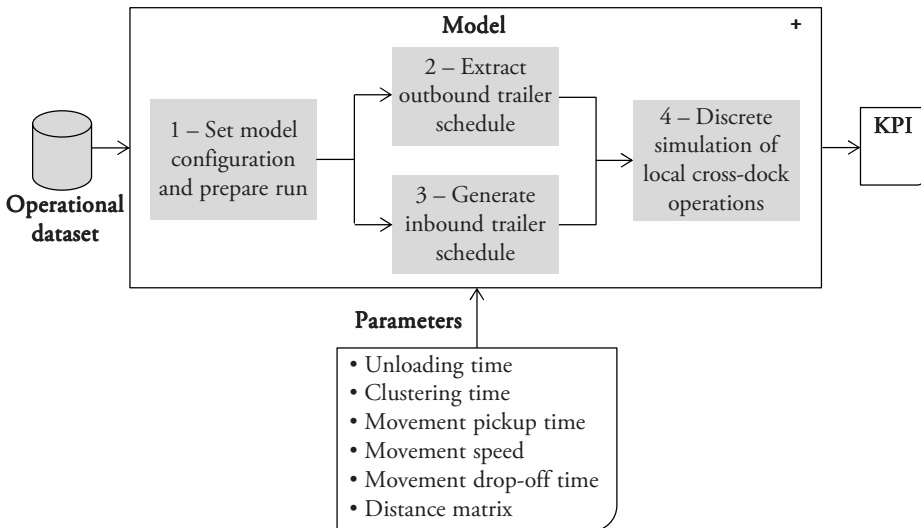 Model
+
Operational
dataset
1 – Set model
configuration
and prepare run
2 – Extract
outbound trailer
schedule
3 – Generate
inbound trailer
schedule
4 – Discrete
simulation of
local cross-dock
operations
KPI
Parameters
• Unloading time
• Clustering time
• Movement pickup time
• Movement speed
• Movement drop-off time
• Distance matrix